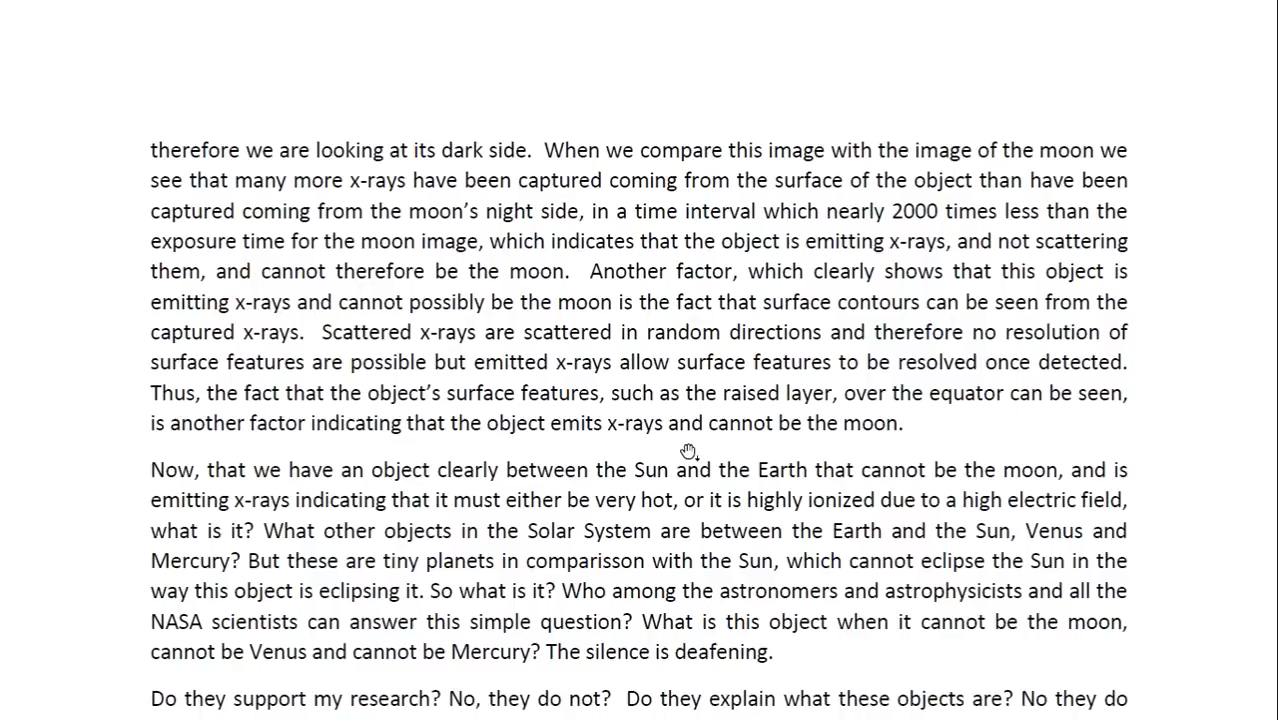 therefore we are looking at its dark side.  When we compare this image with the image of the moon we
see that many more x-rays have been captured coming from the surface of the object than have been
captured coming from the moon's night side, in a time interval which nearly 2000 times less than the
exposure time for the moon image, which indicates that the object is emitting x-rays, and not scattering
them, and cannot therefore be the moon.  Another factor, which clearly shows that this object is
emitting x-rays and cannot possibly be the moon is the fact that surface contours can be seen from the
captured x-rays.  Scattered x-rays are scattered in random directions and therefore no resolution of
surface features are possible but emitted x-rays allow surface features to be resolved once detected.
Thus, the fact that the object's surface features, such as the raised layer, over the equator can be seen,
is another factor indicating that the object emits x-rays and cannot be the moon.
Now, that we have an object clearly between the Sun and the Earth that cannot be the moon, and is
emitting x-rays indicating that it must either be very hot, or it is highly ionized due to a high electric field,
what is it? What other objects in the Solar System are between the Earth and the Sun, Venus and
Mercury? But these are tiny planets in comparisson with the Sun, which cannot eclipse the Sun in the
way this object is eclipsing it. So what is it? Who among the astronomers and astrophysicists and all the
NASA scientists can answer this simple question? What is this object when it cannot be the moon,
cannot be Venus and cannot be Mercury? The silence is deafening.
Do they support my research? No, they do not?  Do they explain what these objects are? No they do